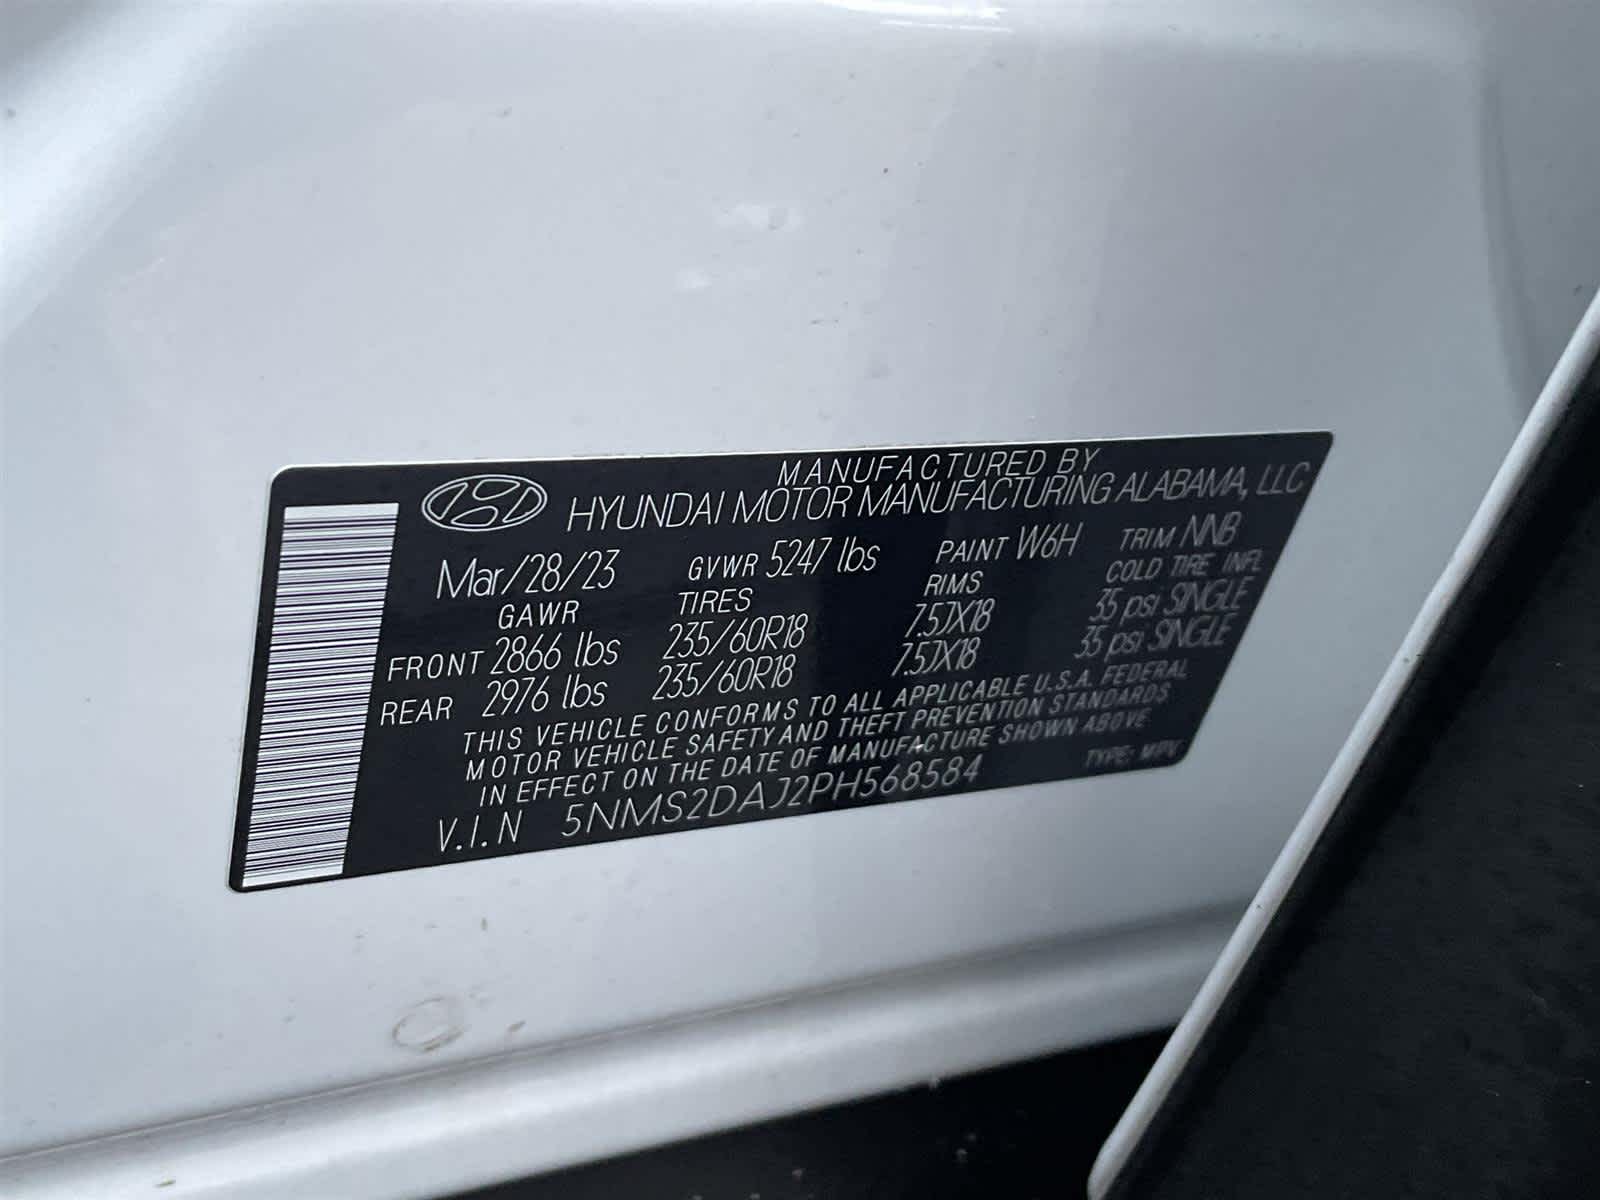 MANUFACTURED BY
HYUNDAI MOTOR MANUFACTURING ALABAMA, LLC
Mar/28/23 GVWR 5247 lbs PAINT W6H TRIM NNB
GAWR TIRES RIMS COLD TIRE INFL
FRONT 2866 lbs 235/60R18 7.5JX18 35 psi SINGLE
REAR 2976 lbs 235/60R18 7.5JX18 35 psi SINGLE
THIS VEHICLE CONFORMS TO ALL APPLICABLE U.S.A. FEDERAL
MOTOR VEHICLE SAFETY AND THEFT PREVENTION STANDARDS
IN EFFECT ON THE DATE OF MANUFACTURE SHOWN ABOVE
V.I.N 5NMS2DAJ2PH568584 TYPE: MPV